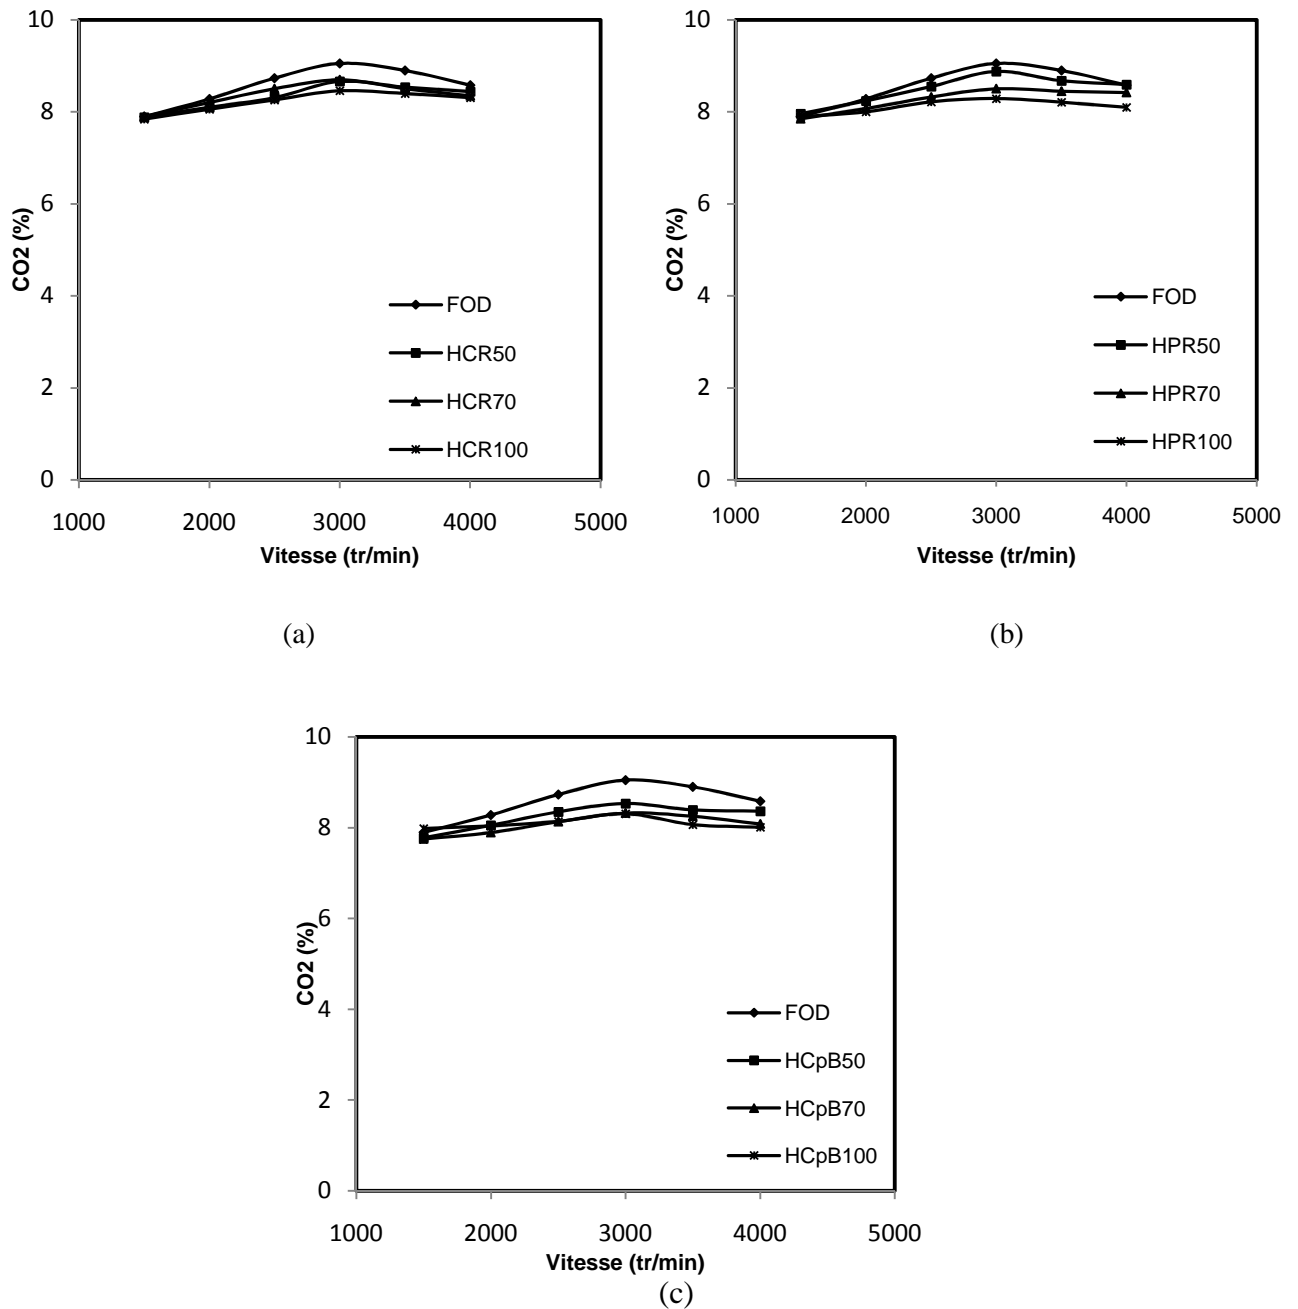 10
8
6
4
2
0
CO2 (%)
FOD
HCR50
HCR70
HCR100
1000 2000 3000 4000 5000
Vitesse (tr/min)
(a)
10
8
6
4
2
0
CO2 (%)
FOD
HPR50
HPR70
HPR100
1000 2000 3000 4000 5000
Vitesse (tr/min)
(b)
10
8
6
4
2
0
CO2 (%)
FOD
HCpB50
HCpB70
HCpB100
1000 2000 3000 4000 5000
Vitesse (tr/min)
(c)